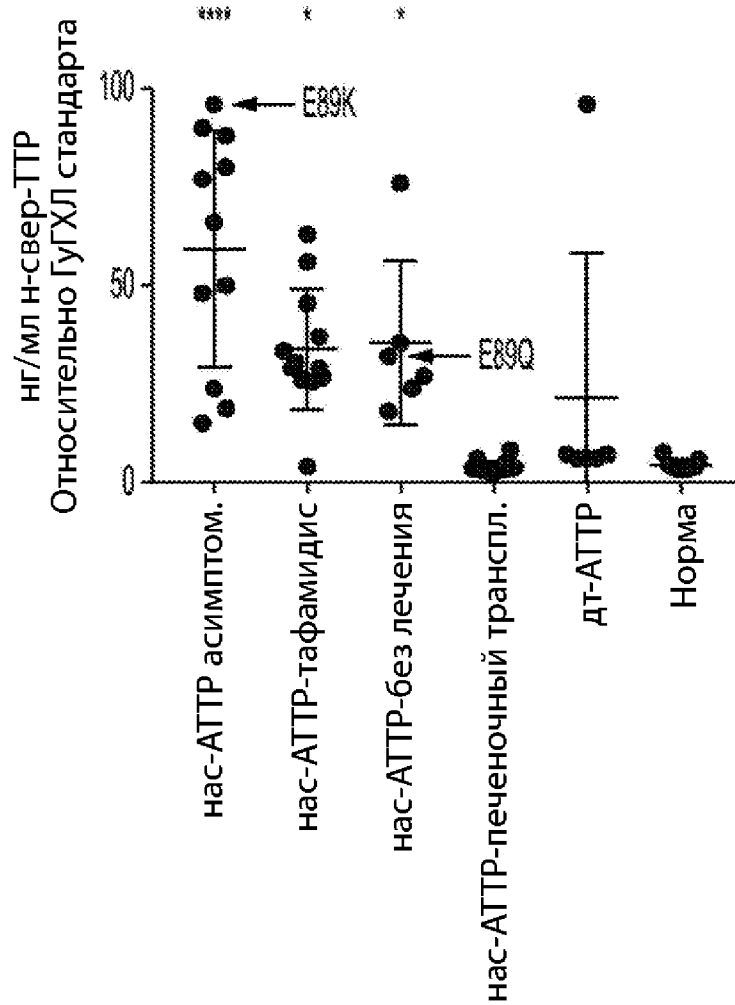 **** * *
нг/мл н-свер-ТТР
Относительно ГуГХЛ стандарта
100
50
0
E89K
E89Q
нас-АТТР асимптом.
нас-АТТР-тафамидис
нас-АТТР-без лечения
нас-АТТР-печеночный транспл.
дт-АТТР
Норма